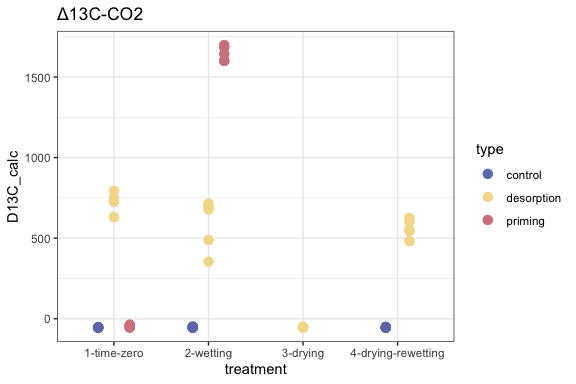 Δ13C-CO2
D13C_calc
1500
1000
500
0
1-time-zero
2-wetting
3-drying
4-drying-rewetting
treatment
type
control
desorption
priming